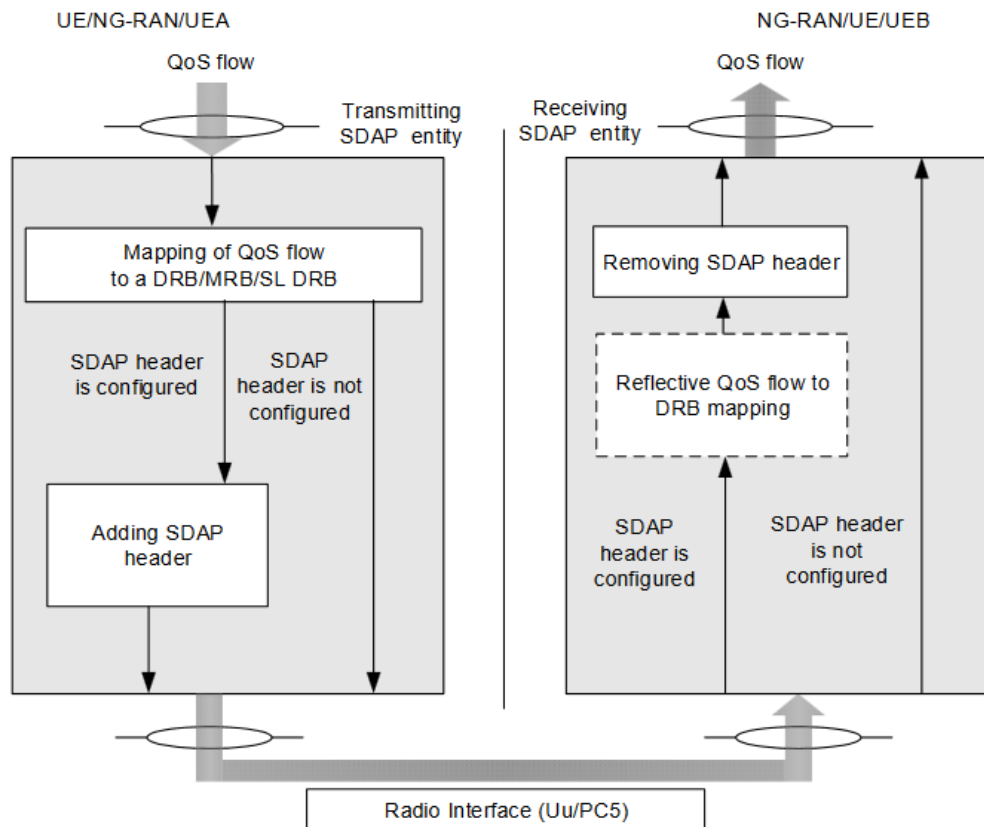 UE/NG-RAN/UEA
QoS flow
Transmitting
SDAP entity
Mapping of QoS flow
to a DRB/MRB/SL DRB
SDAP header
is configured
SDAP
header is not
configured
Adding SDAP
header
NG-RAN/UE/UEB
QoS flow
Receiving
SDAP entity
Removing SDAP header
Reflective QoS flow to
DRB mapping
SDAP
header is
configured
SDAP header
is not
configured
Radio Interface (Uu/PC5)